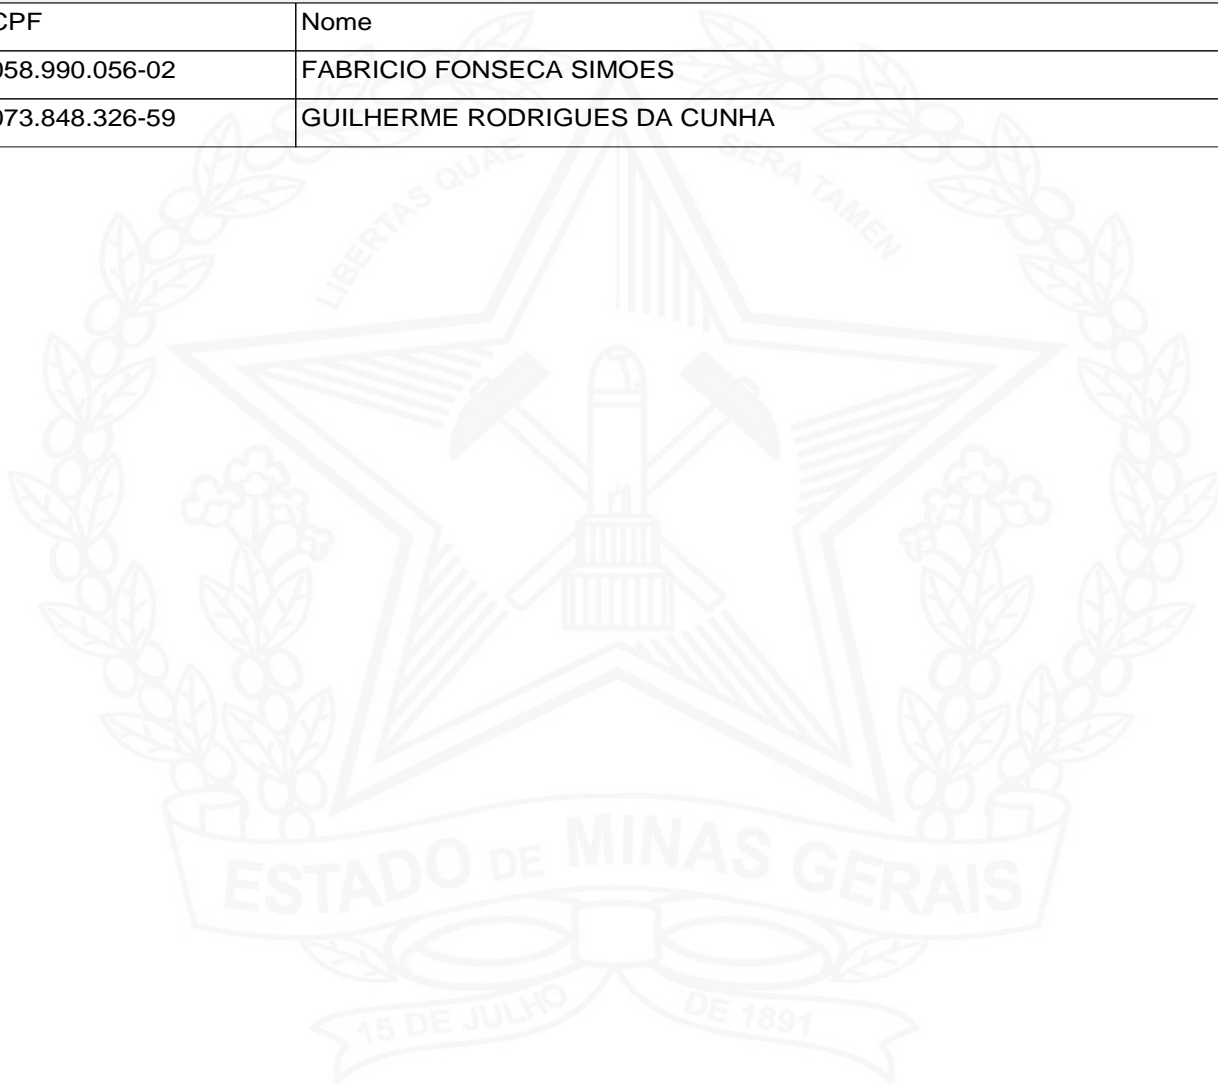 CPF Nome
058.990.056-02 FABRICIO FONSECA SIMOES
073.848.326-59 GUILHERME RODRIGUES DA CUNHA
LIBERTAS QUAE SERA TAMEN
ESTADO DE MINAS GERAIS
15 DE JULHO DE 1891